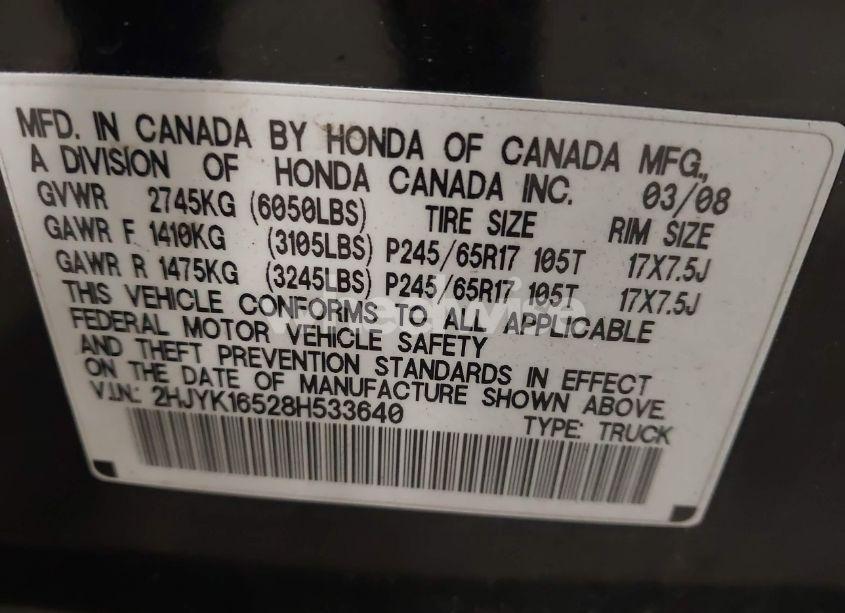 MFD. IN CANADA BY HONDA OF CANADA MFG.,
A DIVISION OF HONDA CANADA INC. 03/08
GVWR 2745KG (6050LBS) TIRE SIZE RIM SIZE
GAWR F 1410KG (3105LBS) P245/65R17 105T 17X7.5J
GAWR R 1475KG (3245LBS) P245/65R17 105T 17X7.5J
THIS VEHICLE CONFORMS TO ALL APPLICABLE
FEDERAL MOTOR VEHICLE SAFETY
AND THEFT PREVENTION STANDARDS IN EFFECT
ON THE DATE OF MANUFACTURE SHOWN ABOVE.
V.I.N.: 2HJYK16528H533640 TYPE: TRUCK